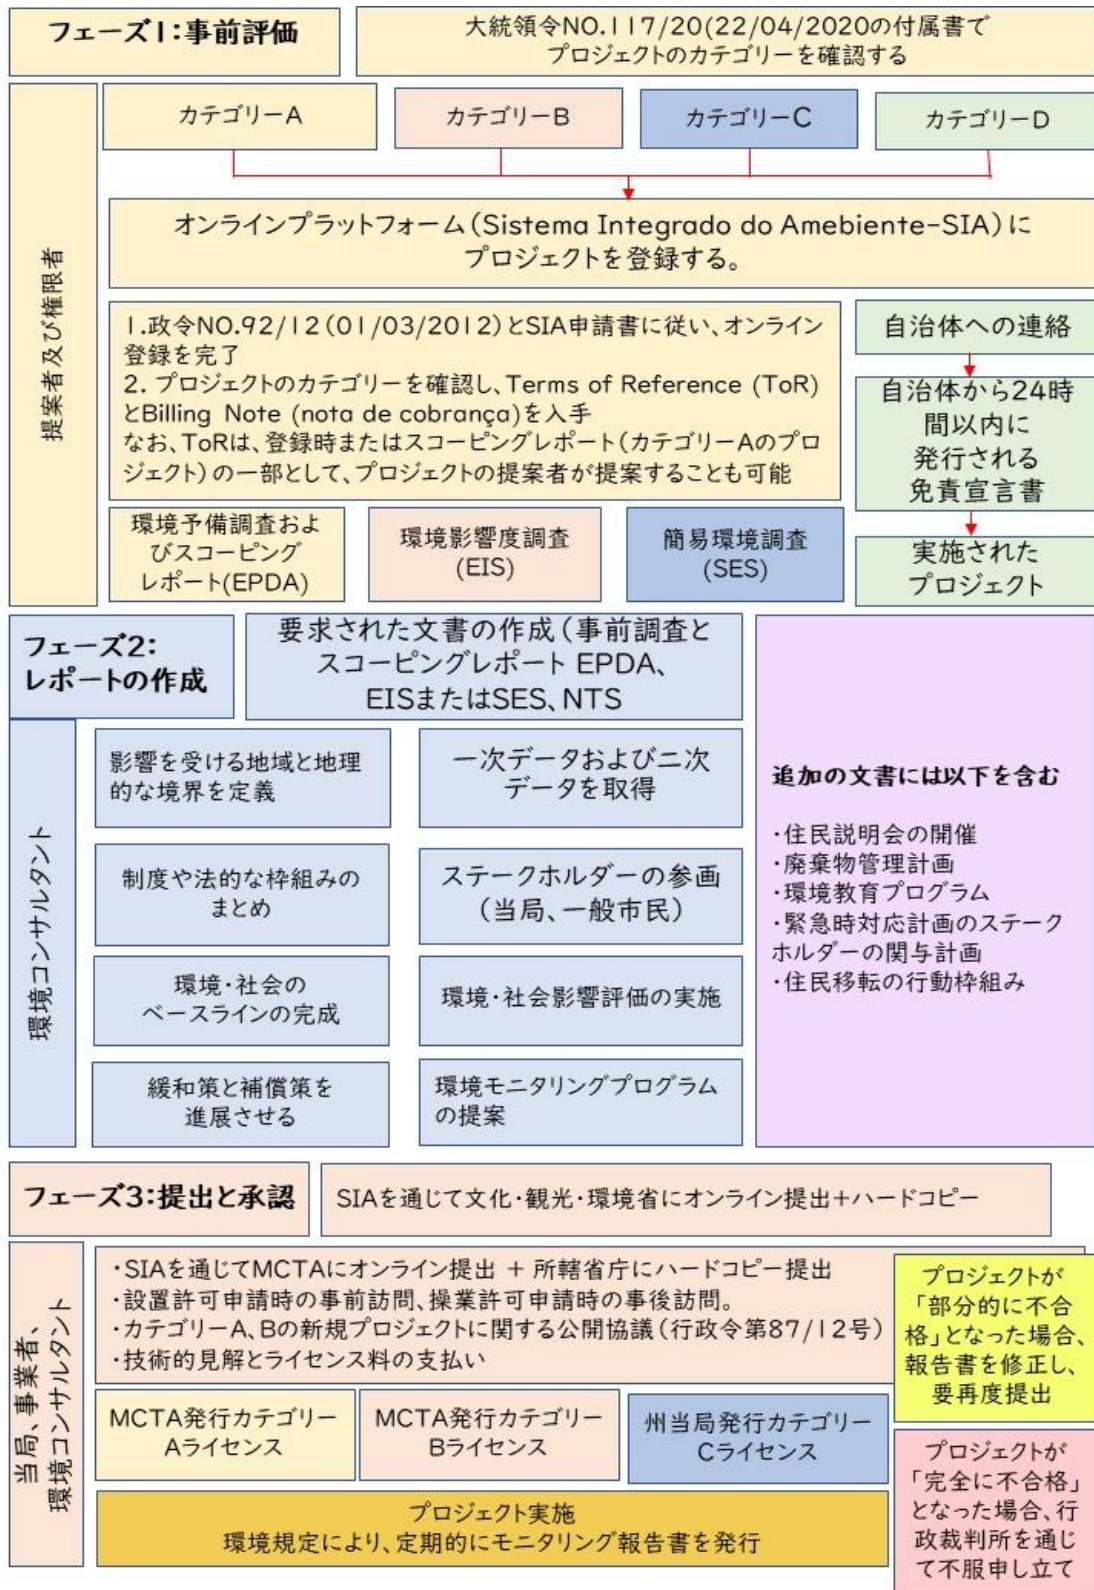 フェーズ1:事前評価
大統領令NO.117/20(22/04/2020の付属書で
プロジェクトのカテゴリーを確認する
提案者及び権限者
カテゴリーA
カテゴリーB
カテゴリーC
カテゴリーD
オンラインプラットフォーム(Sistema Integrado do Amebiente-SIA)に
プロジェクトを登録する。
1.政令NO.92/12(01/03/2012)とSIA申請書に従い、オンライン
登録を完了
2. プロジェクトのカテゴリーを確認し、Terms of Reference (ToR)
とBilling Note (nota de cobrança)を入手
なお、ToRは、登録時またはスコーピングレポート(カテゴリーAのプロ
ジェクト)の一部として、プロジェクトの提案者が提案することも可能
自治体への連絡
自治体から24時
間以内に
発行される
免責宣言書
実施された
プロジェクト
環境予備調査およ
びスコーピング
レポート(EPDA)
環境影響度調査
(EIS)
簡易環境調査
(SES)
フェーズ2:
レポートの作成
要求された文書の作成(事前調査と
スコーピングレポート EPDA、
EISまたはSES、NTS
環境コンサルタント
影響を受ける地域と地理
的な境界を定義
一次データおよび二次
データを取得
制度や法的な枠組みの
まとめ
ステークホルダーの参画
(当局、一般市民)
環境・社会の
ベースラインの完成
環境・社会影響評価の実施
緩和策と補償策を
進展させる
環境モニタリングプログラム
の提案
追加の文書には以下を含む
・住民説明会の開催
・廃棄物管理計画
・環境教育プログラム
・緊急時対応計画のステーク
ホルダーの関与計画
・住民移転の行動枠組み
フェーズ3:提出と承認
SIAを通じて文化・観光・環境省にオンライン提出+ハードコピー
当局、事業者、
環境コンサルタント
・SIAを通じてMCTAにオンライン提出 + 所轄省庁にハードコピー提出
・設置許可申請時の事前訪問、操業許可申請時の事後訪問。
・カテゴリーA、Bの新規プロジェクトに関する公開協議(行政令第87/12号)
・技術的見解とライセンス料の支払い
MCTA発行カテゴリー
Aライセンス
MCTA発行カテゴリー
Bライセンス
州当局発行カテゴリー
Cライセンス
プロジェクト実施
環境規定により、定期的にモニタリング報告書を発行
プロジェクトが
「部分的に不合
格」となった場合、
報告書を修正し、
要再度提出
プロジェクトが
「完全に不合格」
となった場合、行
政裁判所を通じ
て不服申し立て